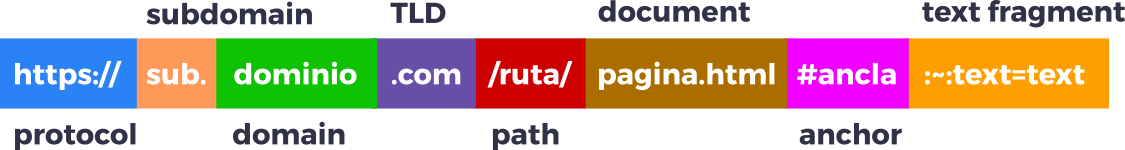 subdomain TLD document text fragment
https:// sub. dominio .com /ruta/ pagina.html #ancla :~:text=text
protocol domain path anchor